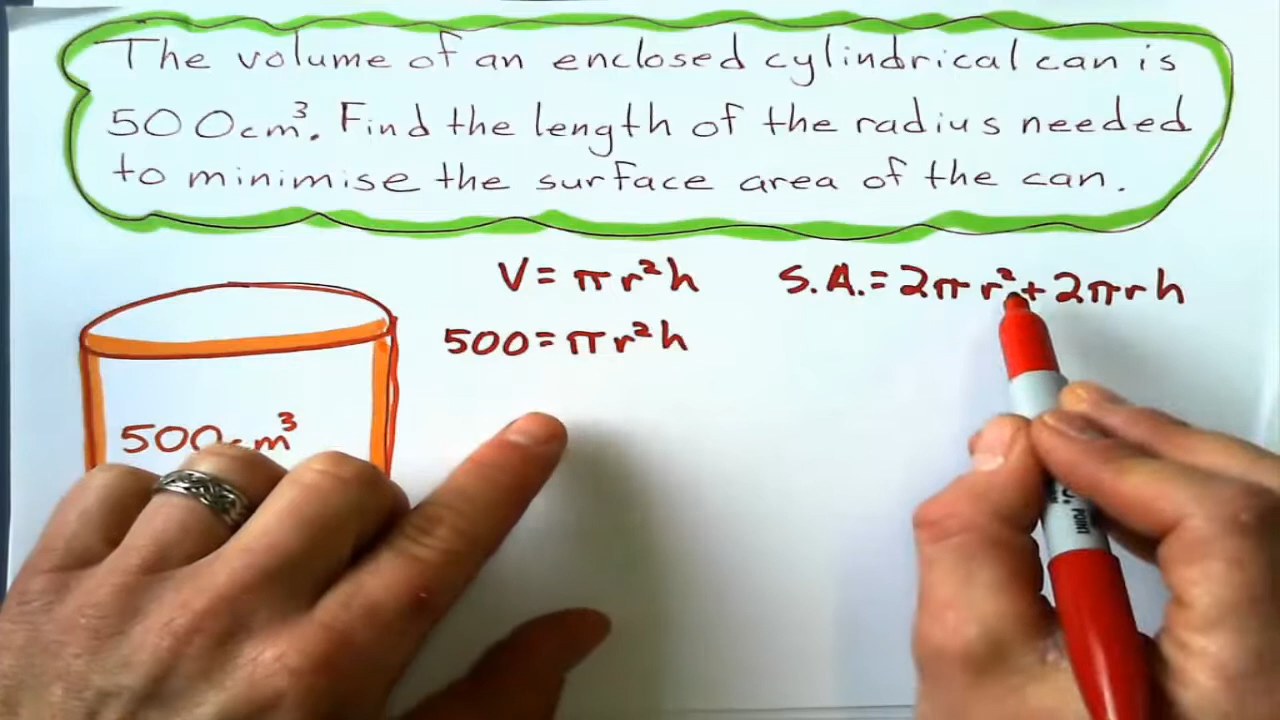 The volume of an enclosed cylindrical can is
500cm³. Find the length of the radius needed
to minimise the surface area of the can.
V = πr²h
S.A. = 2πr² + 2πrh
500 = πr²h
500cm³
POINT